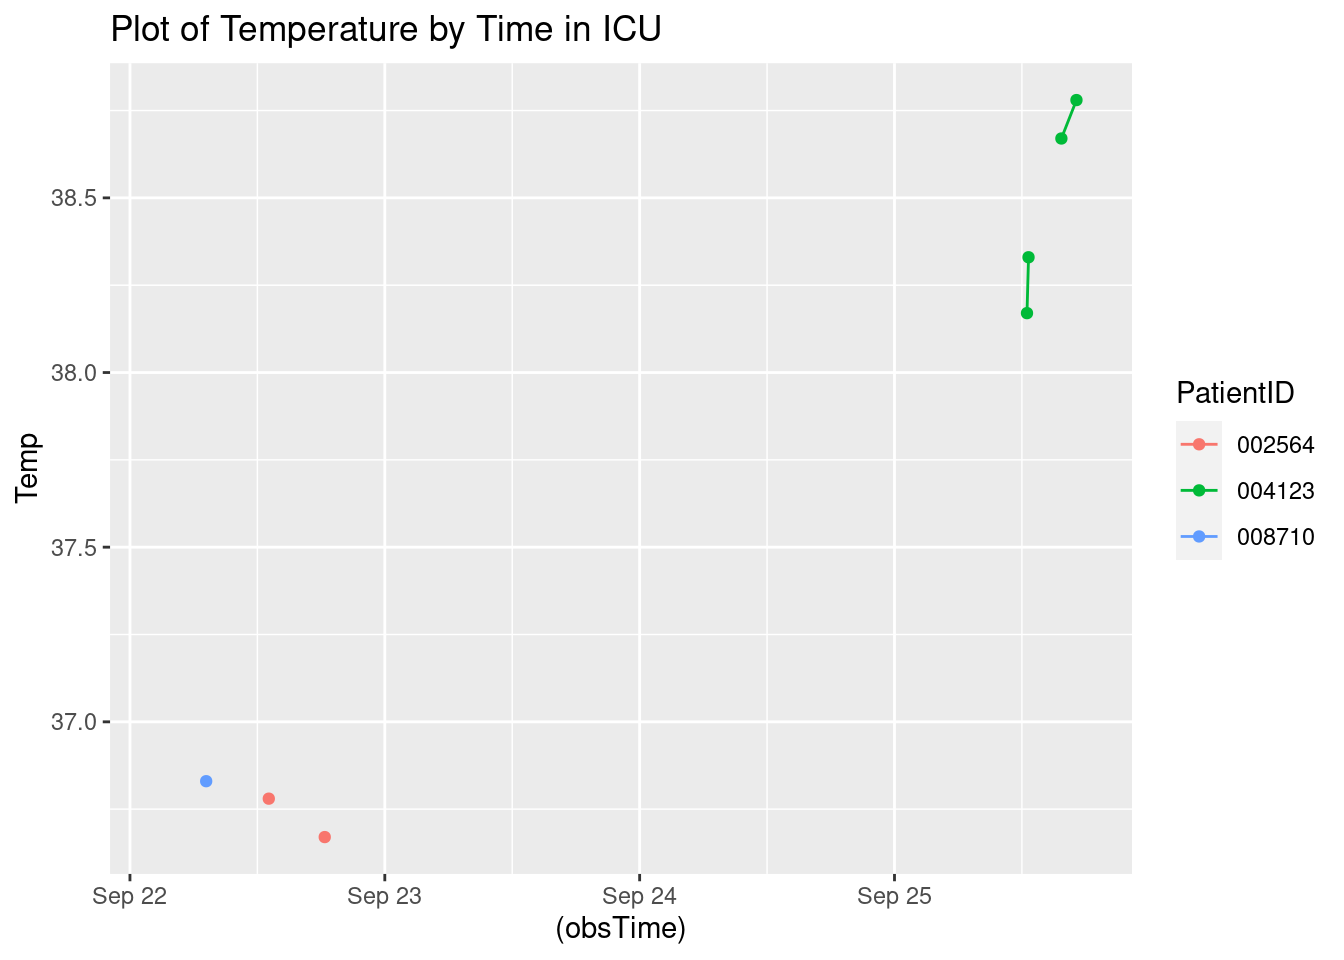 Plot of Temperature by Time in ICU
38.5
38.0
37.5
37.0
Temp
Sep 22
Sep 23
Sep 24
Sep 25
(obsTime)
PatientID
002564
004123
008710